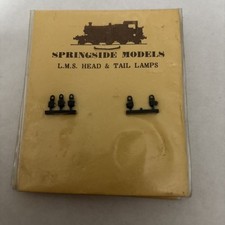 SPRINGSIDE MODELS
L.M.S. HEAD & TAIL LAMPS